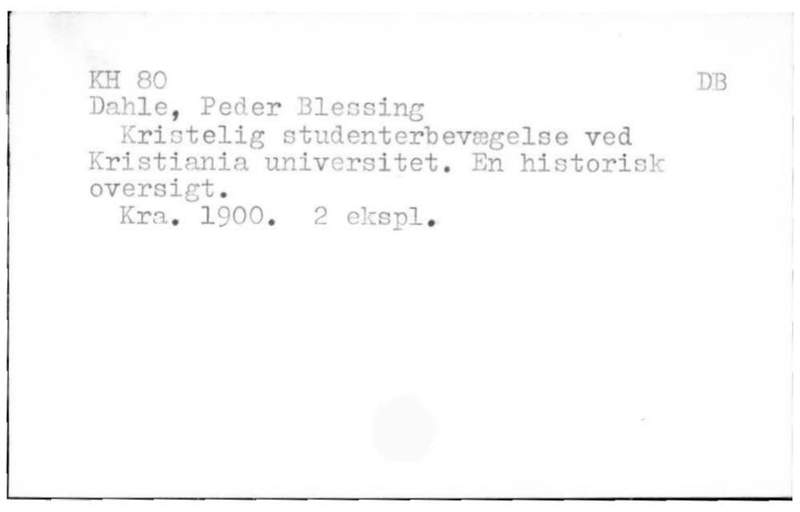 KH 80 DB
Dahle, Peder Blessing
Kristelig studenterbevægelse ved
Kristiania universitet. En historisk
oversigt.
Kra. 1900. 2 ekspl.